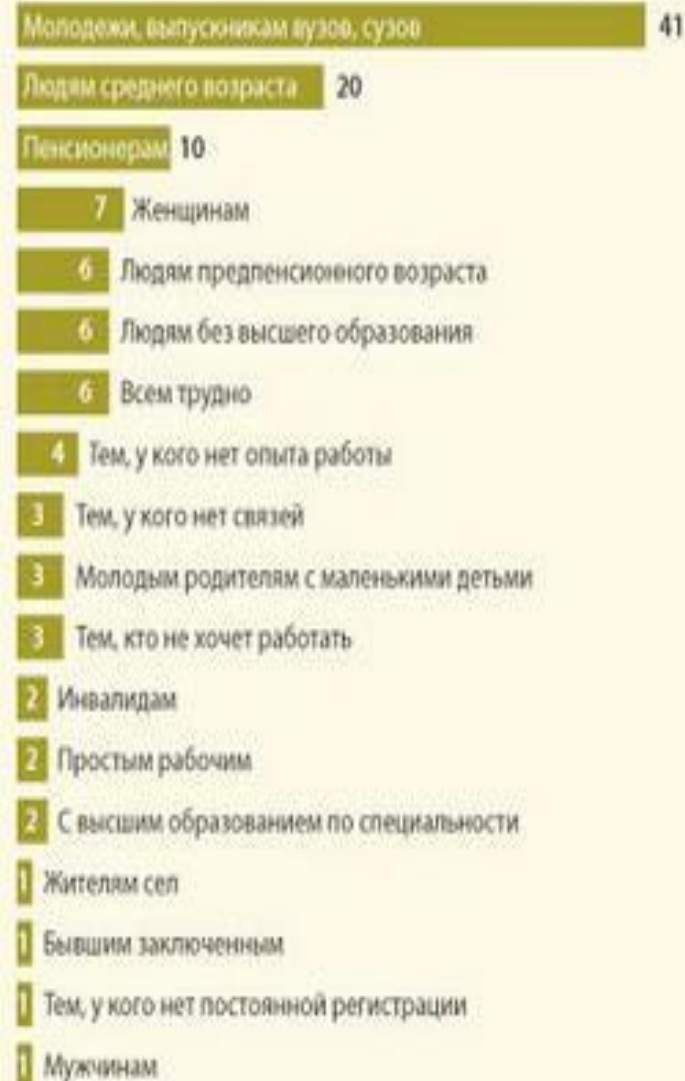 Молодежи, выпускникам вузов, сузов 41
Людям среднего возраста 20
Пенсионерам 10
7 Женщинам
6 Людям предпенсионного возраста
6 Людям без высшего образования
6 Всем трудно
4 Тем, у кого нет опыта работы
3 Тем, у кого нет связей
3 Молодым родителям с маленькими детьми
3 Тем, кто не хочет работать
2 Инвалидам
2 Простым рабочим
2 С высшим образованием по специальности
1 Жителям сел
1 Бывшим заключенным
1 Тем, у кого нет постоянной регистрации
1 Мужчинам